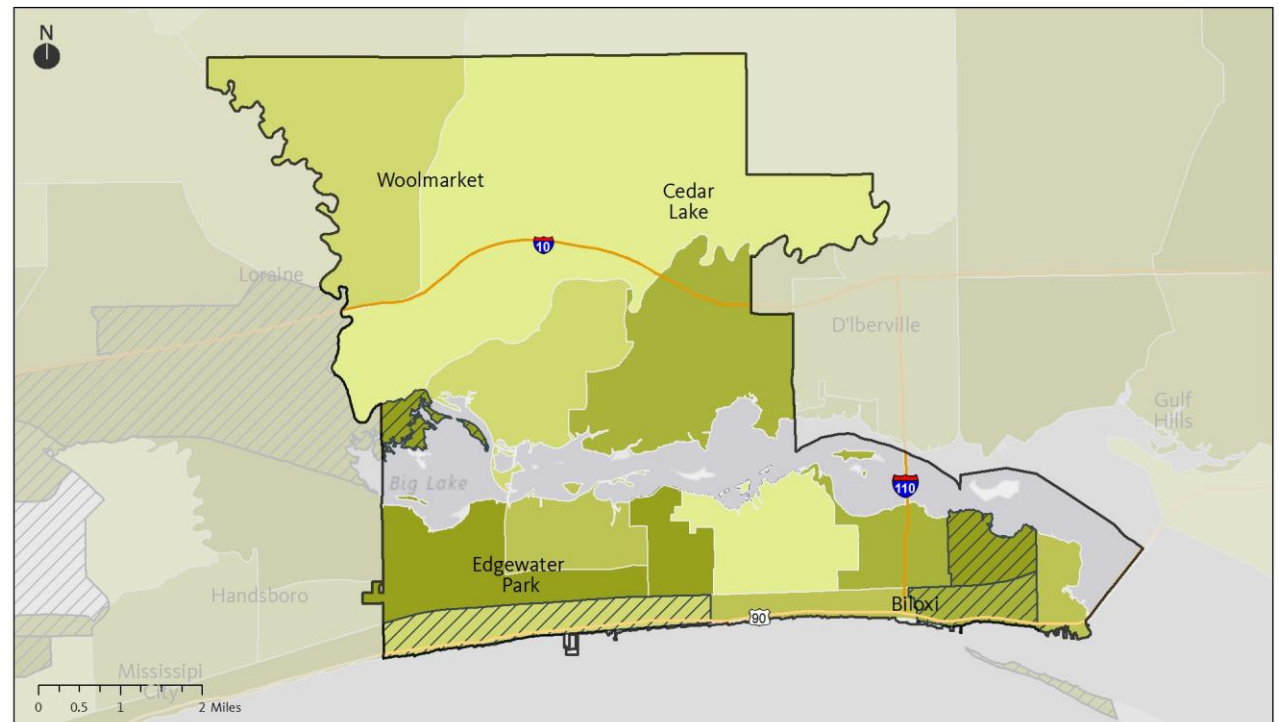 N
Woolmarket
Cedar
Lake
10
Loraine
D'Iberville
Gulf
Hills
Big Lake
110
Edgewater
Park
Handsboro
Biloxi
90
Mississippi
City
0 0.5 1 2 Miles